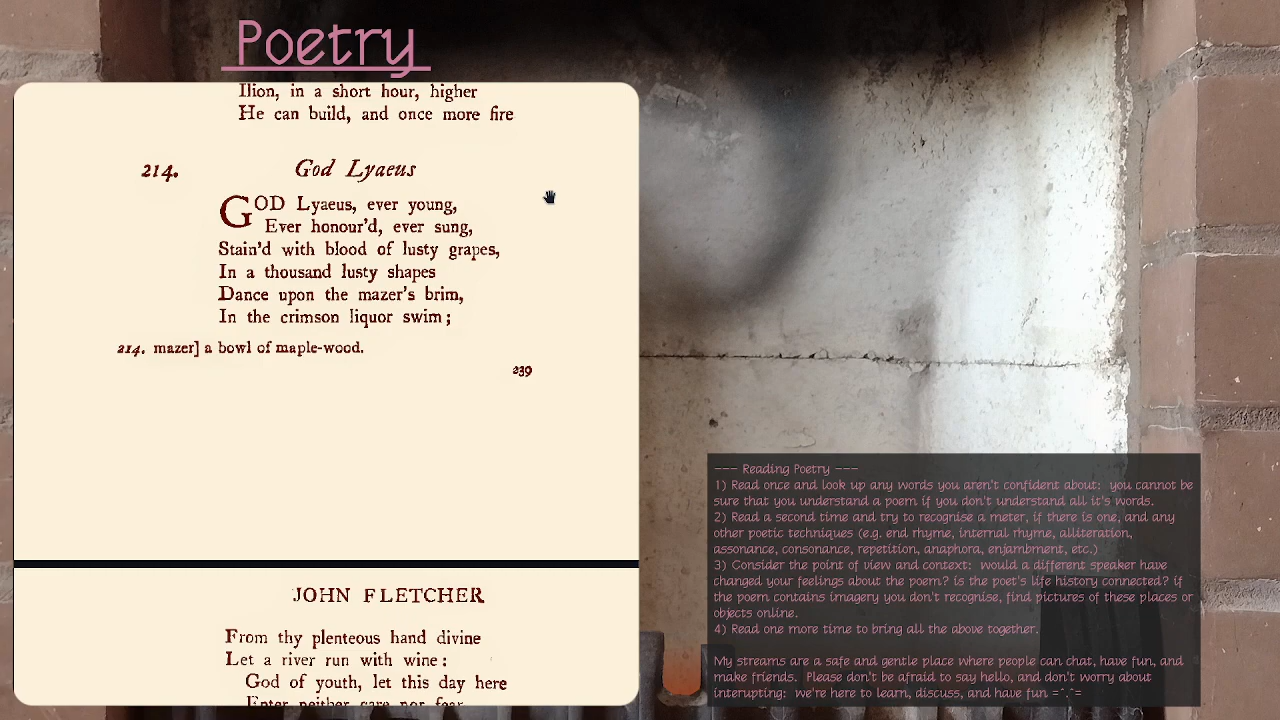 Poetry
Ilion, in a short hour, higher
He can build, and once more fire
214. God Lyaeus
GOD Lyaeus, ever young,
Ever honour'd, ever sung,
Stain'd with blood of lusty grapes,
In a thousand lusty shapes
Dance upon the mazer's brim,
In the crimson liquor swim;
214. mazer] a bowl of maple-wood.
239
JOHN FLETCHER
From thy plenteous hand divine
Let a river run with wine:
God of youth, let this day here
Enter neither care nor fear
--- Reading Poetry ---
1) Read once and look up any words you aren't confident about: you cannot be
sure that you understand a poem if you don't understand all it's words.
2) Read a second time and try to recognise a meter, if there is one, and any
other poetic techniques (e.g. end rhyme, internal rhyme, alliteration,
assonance, consonance, repetition, anaphora, enjambment, etc.)
3) Consider the point of view and context: would a different speaker have
changed your feelings about the poem? is the poet's life history connected? if
the poem contains imagery you don't recognise, find pictures of these places or
objects online.
4) Read one more time to bring all the above together.
My streams are a safe and gentle place where people can chat, have fun, and
make friends. Please don't be afraid to say hello, and don't worry about
interupting: we're here to learn, discuss, and have fun =^.^=